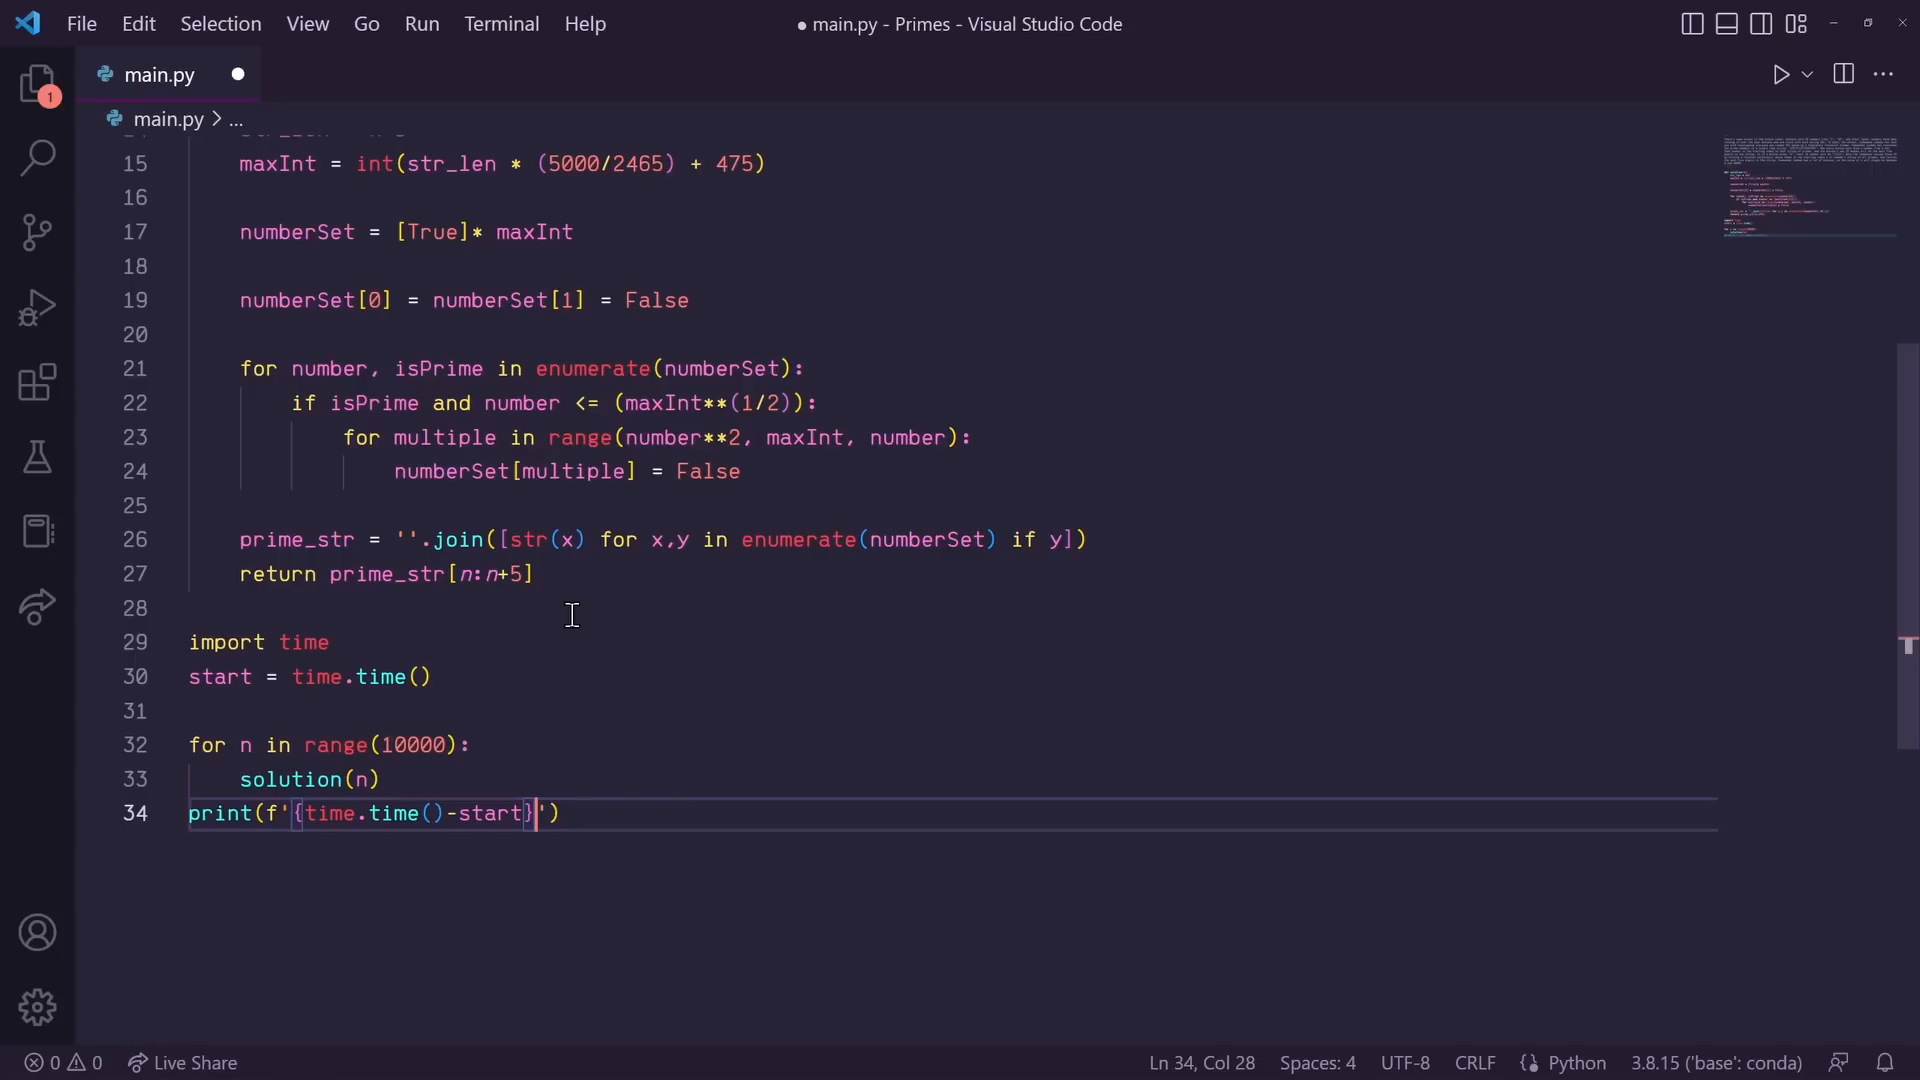 File Edit Selection View Go Run Terminal Help
● main.py - Primes - Visual Studio Code
1
main.py
main.py > ...
15 maxInt = int(str_len * (5000/2465) + 475)
16
17 numberSet = [True]* maxInt
18
19 numberSet[0] = numberSet[1] = False
20
21 for number, isPrime in enumerate(numberSet):
22 if isPrime and number <= (maxInt**(1/2)):
23 for multiple in range(number**2, maxInt, number):
24 numberSet[multiple] = False
25
26 prime_str = ''.join([str(x) for x,y in enumerate(numberSet) if y])
27 return prime_str[n:n+5]
28
29 import time
30 start = time.time()
31
32 for n in range(10000):
33 solution(n)
34 print(f'{time.time()-start}')
0 0 Live Share
Ln 34, Col 28 Spaces: 4 UTF-8 CRLF Python 3.8.15 ('base': conda)